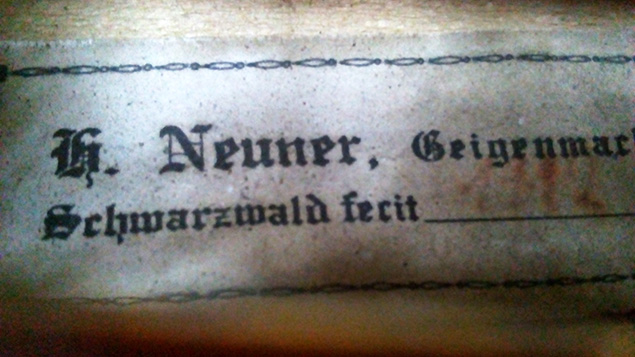 H. Neuner, Geigenmac
Schwarzwald fecit